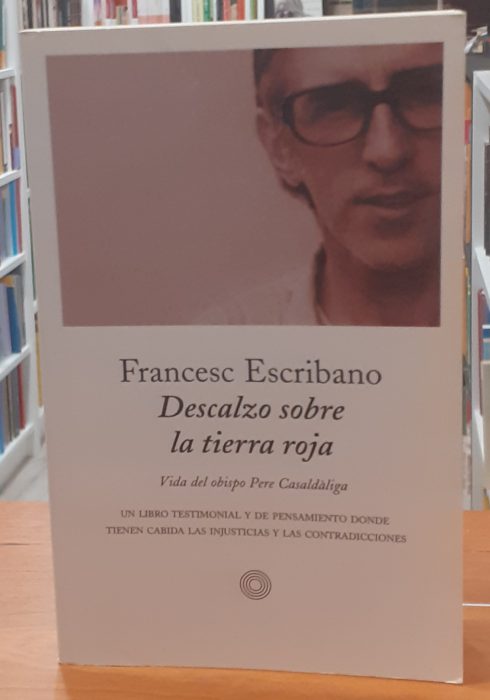 Francesc Escribano
Descalzo sobre
la tierra roja
Vida del obispo Pere Casaldàliga
UN LIBRO TESTIMONIAL Y DE PENSAMIENTO DONDE
TIENEN CABIDA LAS INJUSTICIAS Y LAS CONTRADICCIONES